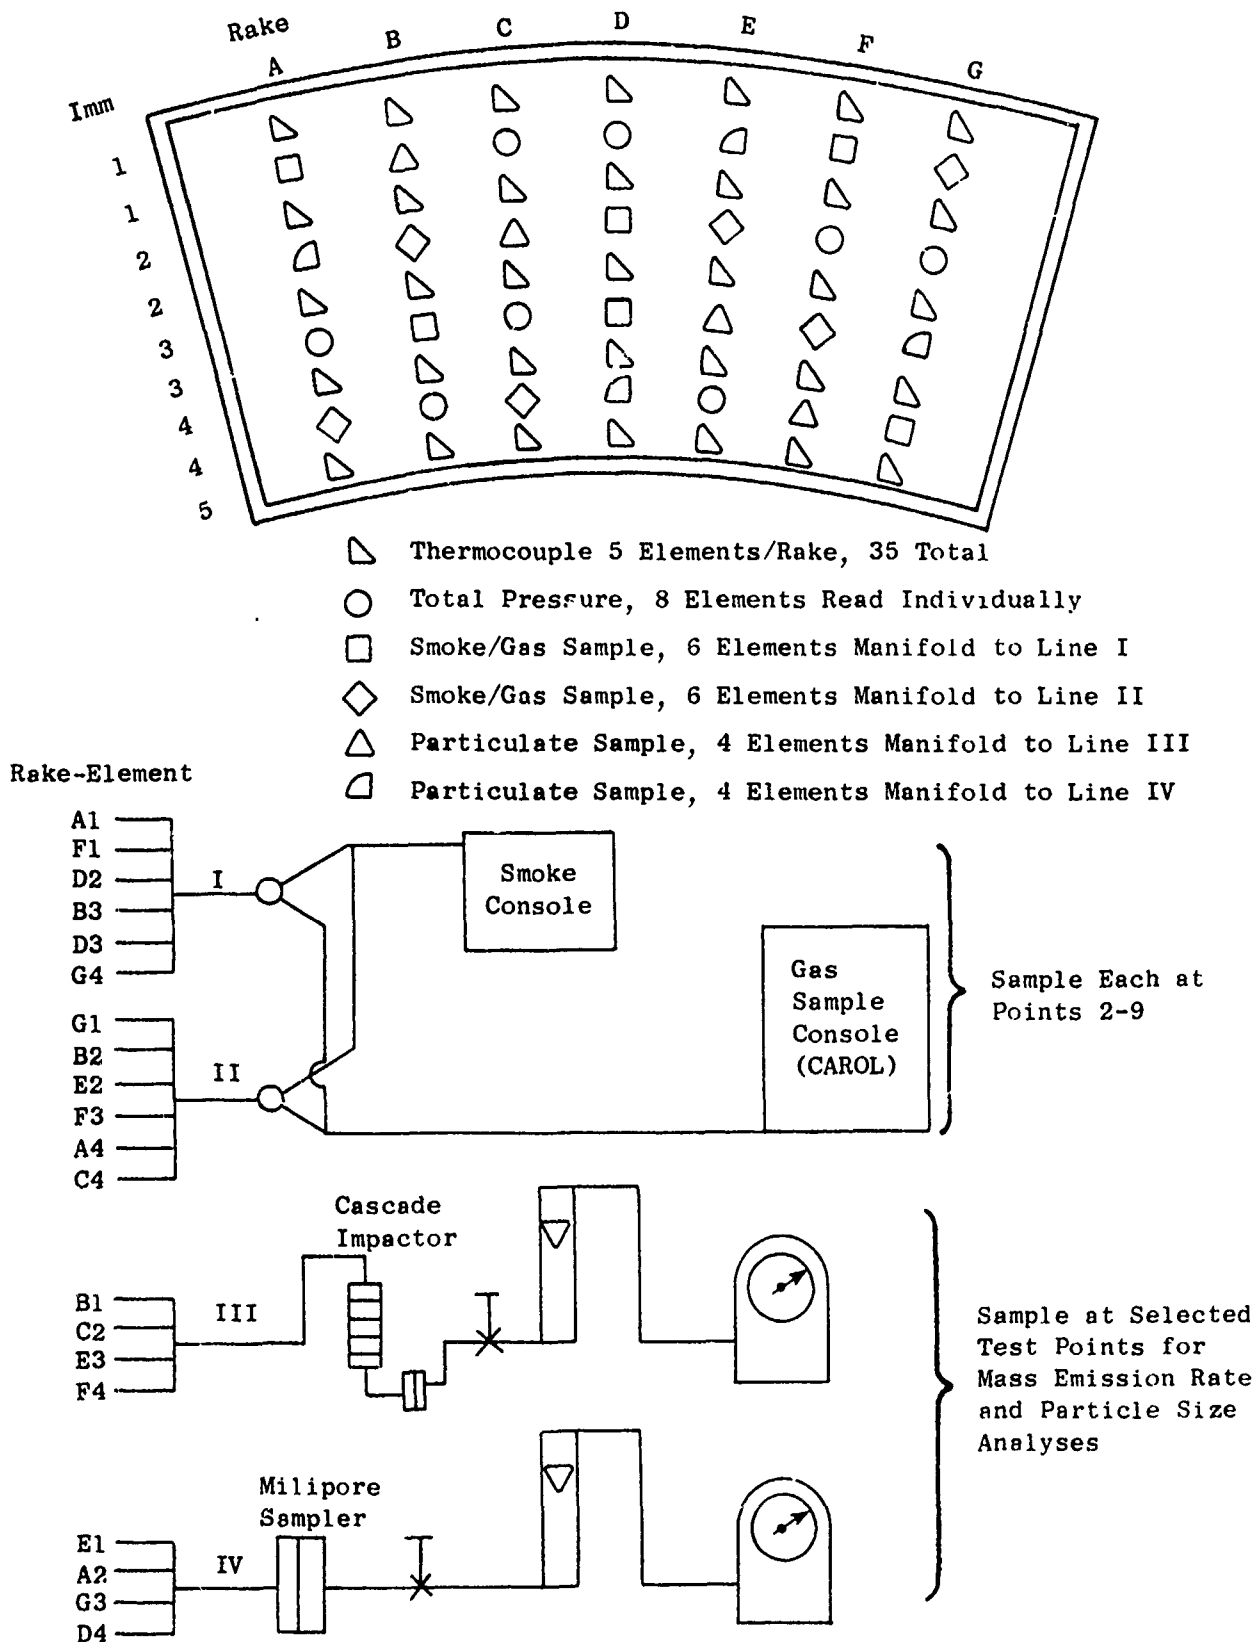 Rake
A
B
C
D
E
F
G
Imm
1
1
2
2
3
3
4
4
5
Thermocouple 5 Elements/Rake, 35 Total
Total Pressure, 8 Elements Read Individually
Smoke/Gas Sample, 6 Elements Manifold to Line I
Smoke/Gas Sample, 6 Elements Manifold to Line II
Particulate Sample, 4 Elements Manifold to Line III
Particulate Sample, 4 Elements Manifold to Line IV
Rake-Element
A1
F1
D2
B3
D3
G4
I
Smoke
Console
G1
B2
E2
F3
A4
C4
II
Gas
Sample
Console
(CAROL)
Sample Each at
Points 2-9
Cascade
Impactor
B1
C2
E3
F4
III
Sample at Selected
Test Points for
Mass Emission Rate
and Particle Size
Analyses
Milipore
Sampler
E1
A2
G3
D4
IV